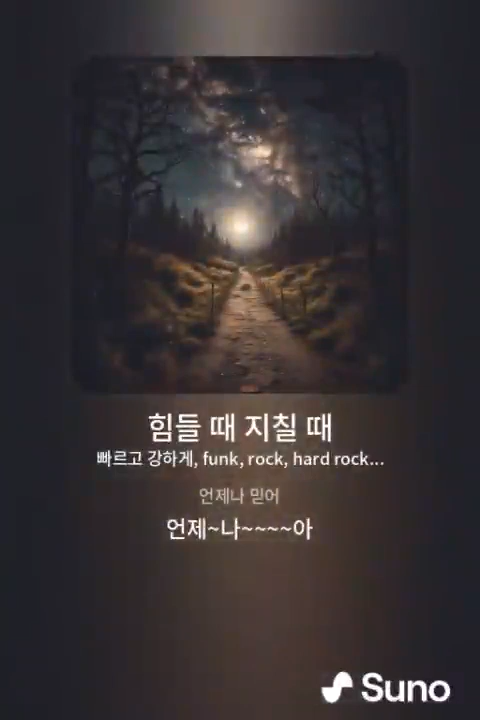 힘들 때 지칠 때
빠르고 강하게, funk, rock, hard rock...
언제나 믿어
언제~나~~~~아
Suno